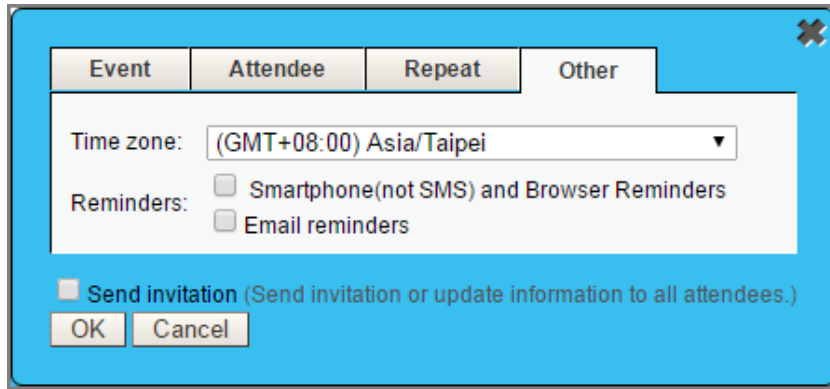 Event Attendee Repeat Other
Time zone: (GMT+08:00) Asia/Taipei
Reminders: Smartphone(not SMS) and Browser Reminders
Email reminders
Send invitation (Send invitation or update information to all attendees.)
OK Cancel